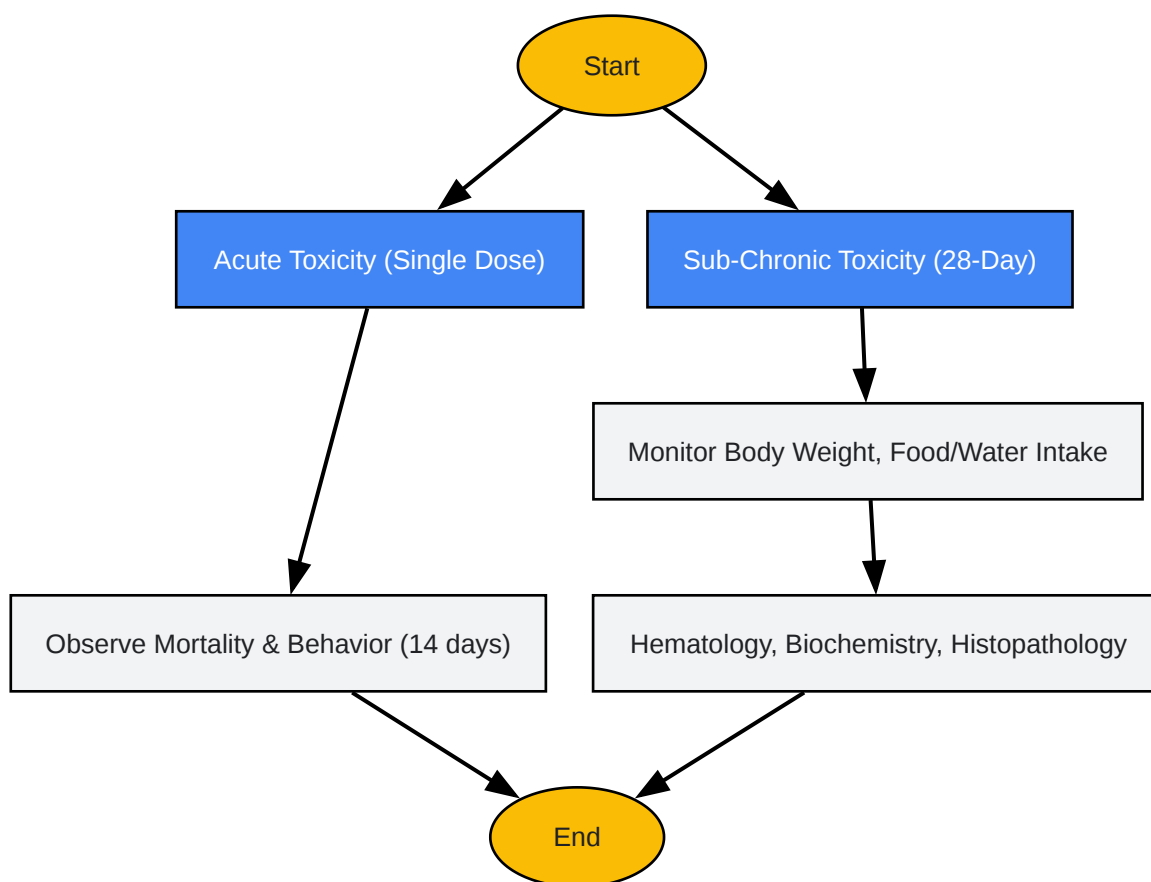 Start
Acute Toxicity (Single Dose)
Sub-Chronic Toxicity (28-Day)
Monitor Body Weight, Food/Water Intake
Observe Mortality & Behavior (14 days)
Hematology, Biochemistry, Histopathology
End